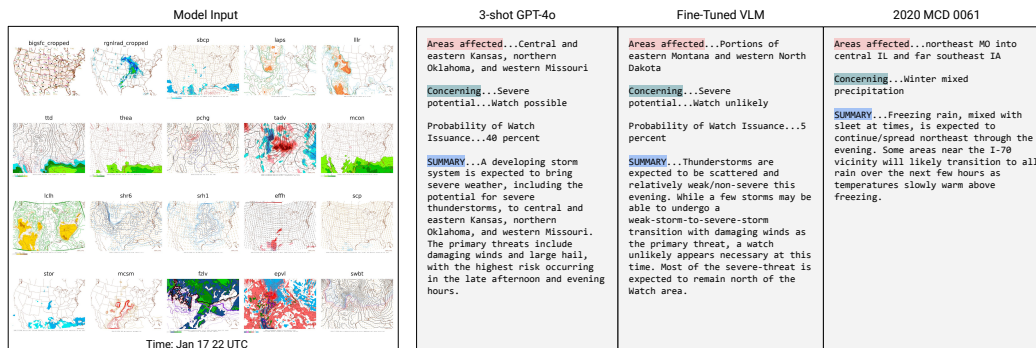 Model Input
bigsfc_cropped
rgnlrad_cropped
sbcp
laps
lllr
ttd
thea
pchg
tadv
mcon
lclh
shr6
srh1
effh
scp
stor
mcsm
fzlv
epvl
swbt
Time: Jan 17 22 UTC
3-shot GPT-4o
Areas affected...Central and
eastern Kansas, northern
Oklahoma, and western Missouri
Concerning...Severe
potential...Watch possible
Probability of Watch
Issuance...40 percent
SUMMARY...A developing storm
system is expected to bring
severe weather, including the
potential for severe
thunderstorms, to central and
eastern Kansas, northern
Oklahoma, and western Missouri.
The primary threats include
damaging winds and large hail,
with the highest risk occurring
in the late afternoon and evening
hours.
Fine-Tuned VLM
Areas affected...Portions of
eastern Montana and western North
Dakota
Concerning...Severe
potential...Watch unlikely
Probability of Watch Issuance...5
percent
SUMMARY...Thunderstorms are
expected to be scattered and
relatively weak/non-severe this
evening. While a few storms may be
able to undergo a
weak-storm-to-severe-storm
transition with damaging winds as
the primary threat, a watch
unlikely appears necessary at this
time. Most of the severe-threat is
expected to remain north of the
Watch area.
2020 MCD 0061
Areas affected...northeast MO into
central IL and far southeast IA
Concerning...Winter mixed
precipitation
SUMMARY...Freezing rain, mixed with
sleet at times, is expected to
continue/spread northeast through the
evening. Some areas near the I-70
vicinity will likely transition to all
rain over the next few hours as
temperatures slowly warm above
freezing.